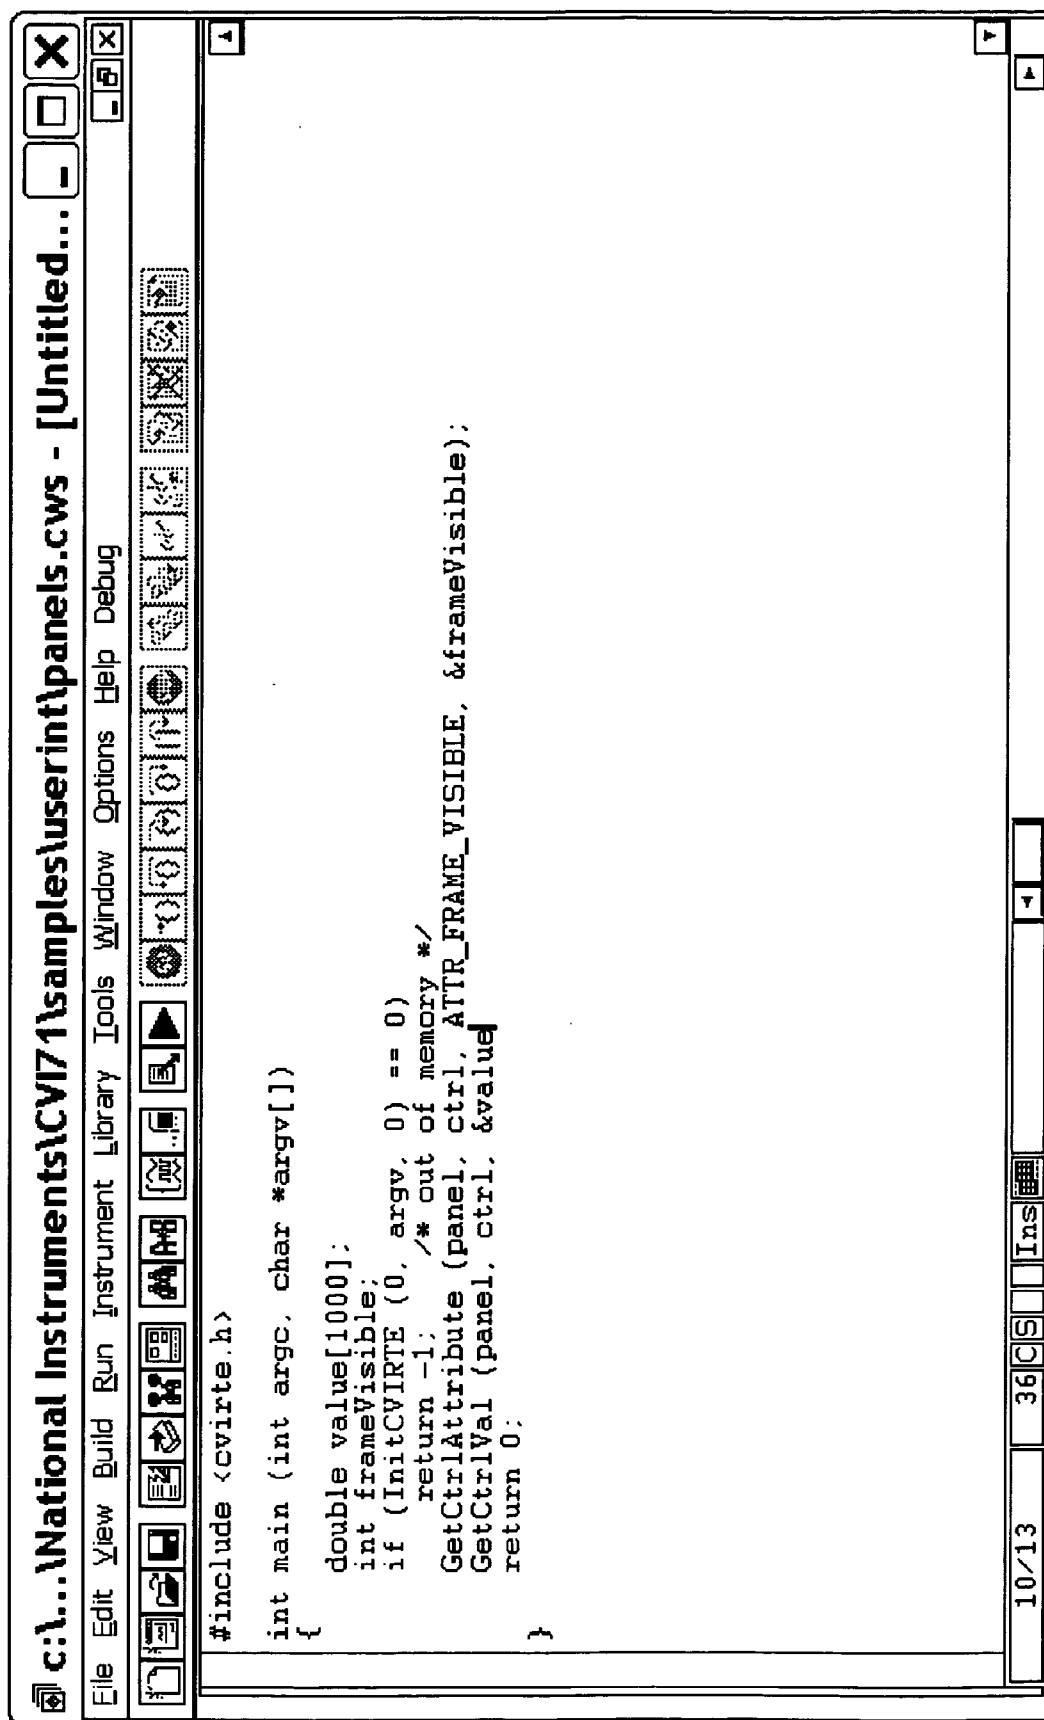 c:\...\National Instruments\CVI71\samples\userint\panels.cws - [Untitled...
File Edit View Build Run Instrument Library Tools Window Options Help Debug
#include <cvirte.h>
int main (int argc, char *argv[])
{
double value[1000];
int frameVisible;
if (InitCVIRTE (0, argv, 0) == 0)
return -1; /* out of memory */
GetCtrlAttribute (panel, ctrl, ATTR_FRAME_VISIBLE, &frameVisible);
GetCtrlVal (panel, ctrl, &value
return 0;
}
10/13 36 C S Ins